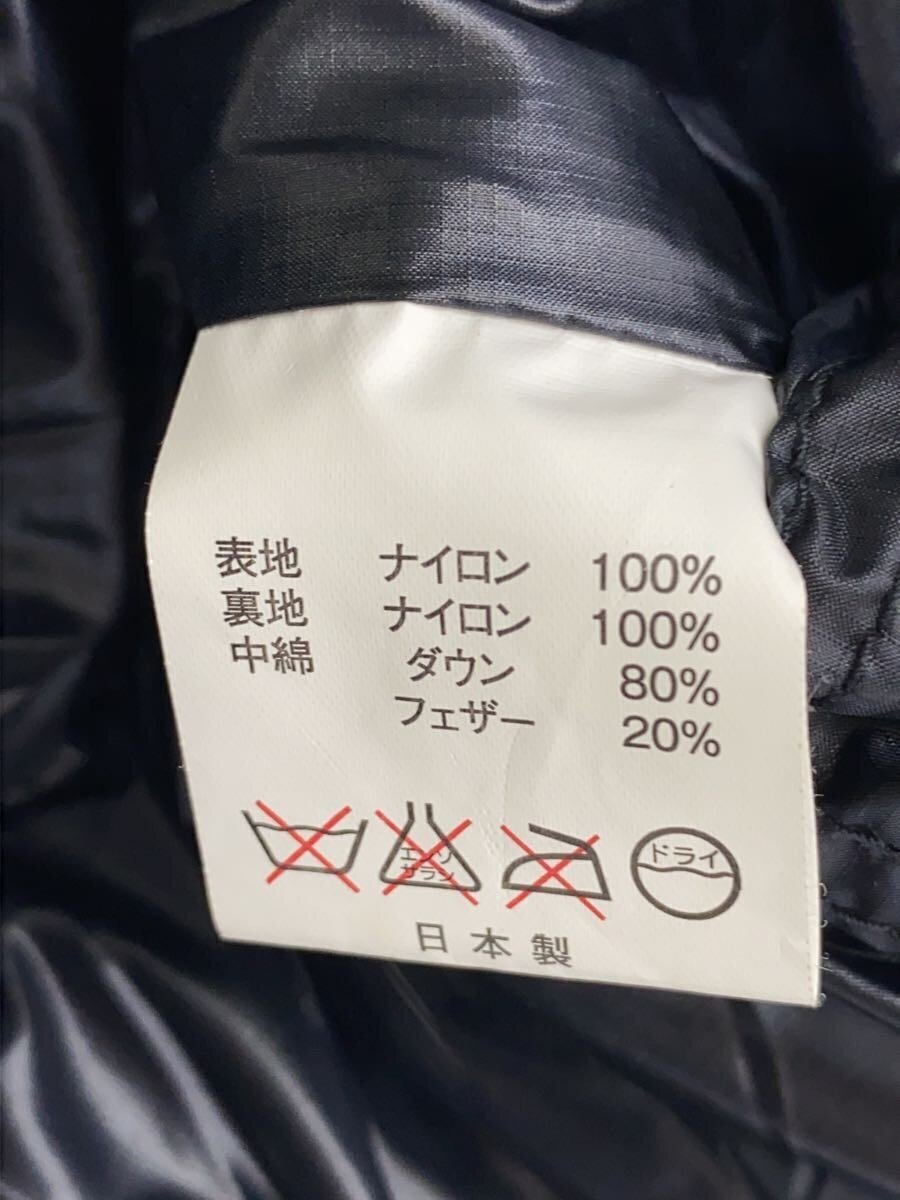 表地 ナイロン 100%
裏地 ナイロン 100%
中綿 ダウン 80%
フェザー 20%
エンソ
サラシ
ドライ
日本製